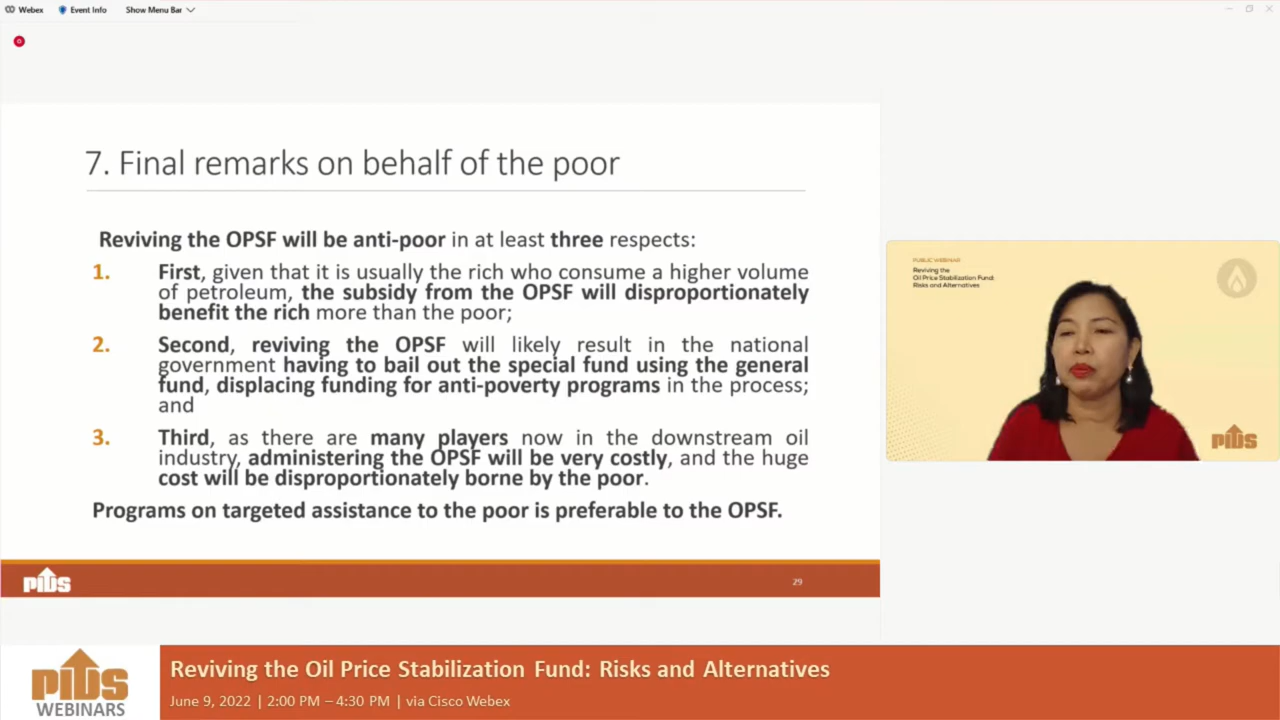 Webex Event Info Show Menu Bar
7. Final remarks on behalf of the poor
Reviving the OPSF will be anti-poor in at least three respects:
1. First, given that it is usually the rich who consume a higher volume
of petroleum, the subsidy from the OPSF will disproportionately
benefit the rich more than the poor;
2. Second, reviving the OPSF will likely result in the national
government having to bail out the special fund using the general
fund, displacing funding for anti-poverty programs in the process;
and
3. Third, as there are many players now in the downstream oil
industry, administering the OPSF will be very costly, and the huge
cost will be disproportionately borne by the poor.
Programs on targeted assistance to the poor is preferable to the OPSF.
PIDS
29
PUBLIC WEBINAR
Reviving the
Oil Price Stabilization Fund:
Risks and Alternatives
PIDS
PIDS
WEBINARS
Reviving the Oil Price Stabilization Fund: Risks and Alternatives
June 9, 2022 | 2:00 PM – 4:30 PM | via Cisco Webex